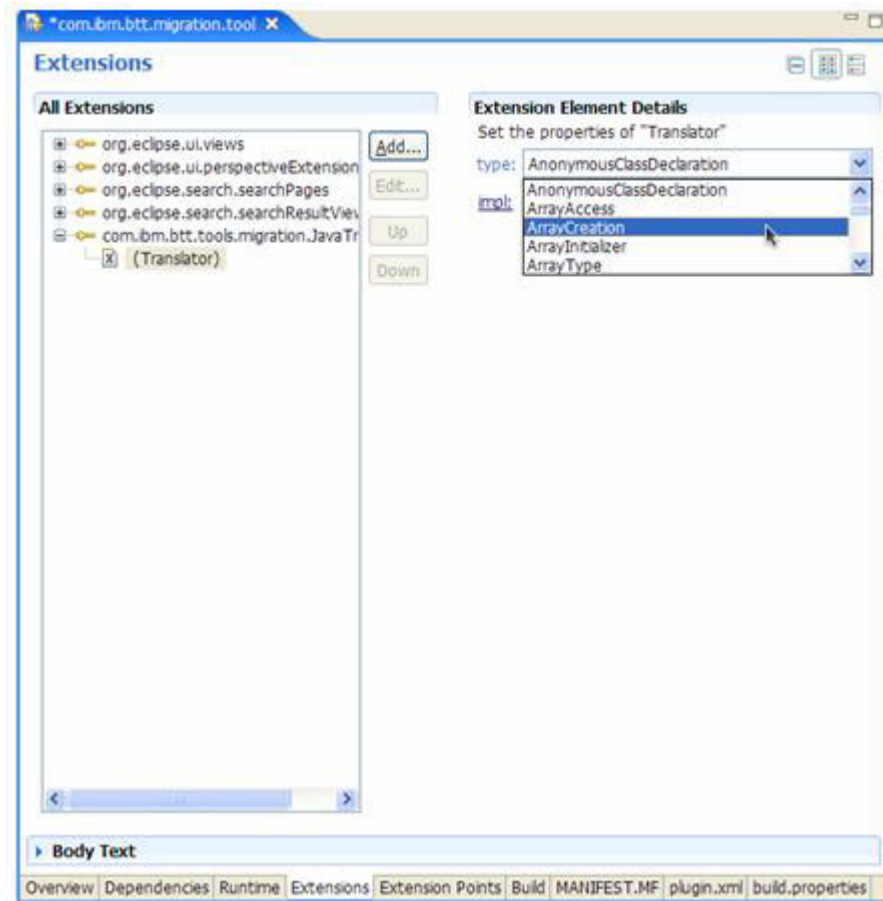 *com.ibm.btt.migration.tool
Extensions
All Extensions
org.eclipse.ui.views
org.eclipse.ui.perspectiveExtension
org.eclipse.search.searchPages
org.eclipse.search.searchResultView
com.ibm.btt.tools.migration.JavaTr
(Translator)
Add...
Edit...
Up
Down
Extension Element Details
Set the properties of "Translator"
type: AnonymousClassDeclaration
impl:
AnonymousClassDeclaration
ArrayAccess
ArrayCreation
ArrayInitializer
ArrayType
Body Text
Overview Dependencies Runtime Extensions Extension Points Build MANIFEST.MF plugin.xml build.properties